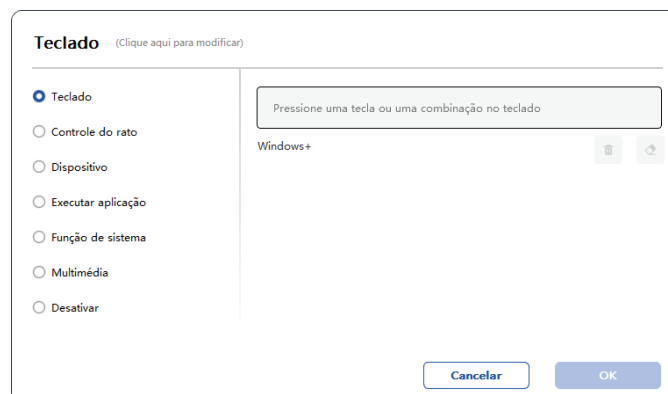 Teclado (Clique aqui para modificar)
Teclado
Controle do rato
Dispositivo
Executar aplicação
Função de sistema
Multimédia
Desativar
Pressione uma tecla ou uma combinação no teclado
Windows+
Cancelar
OK